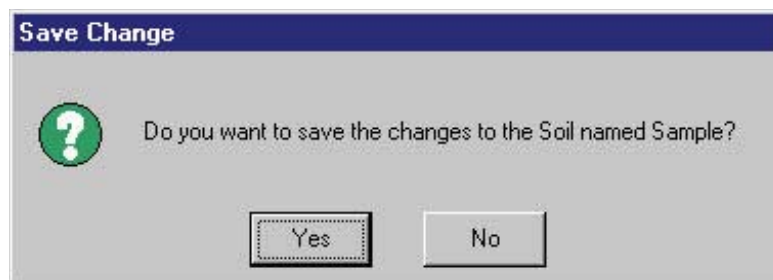 Save Change
Do you want to save the changes to the Soil named Sample?
Yes No